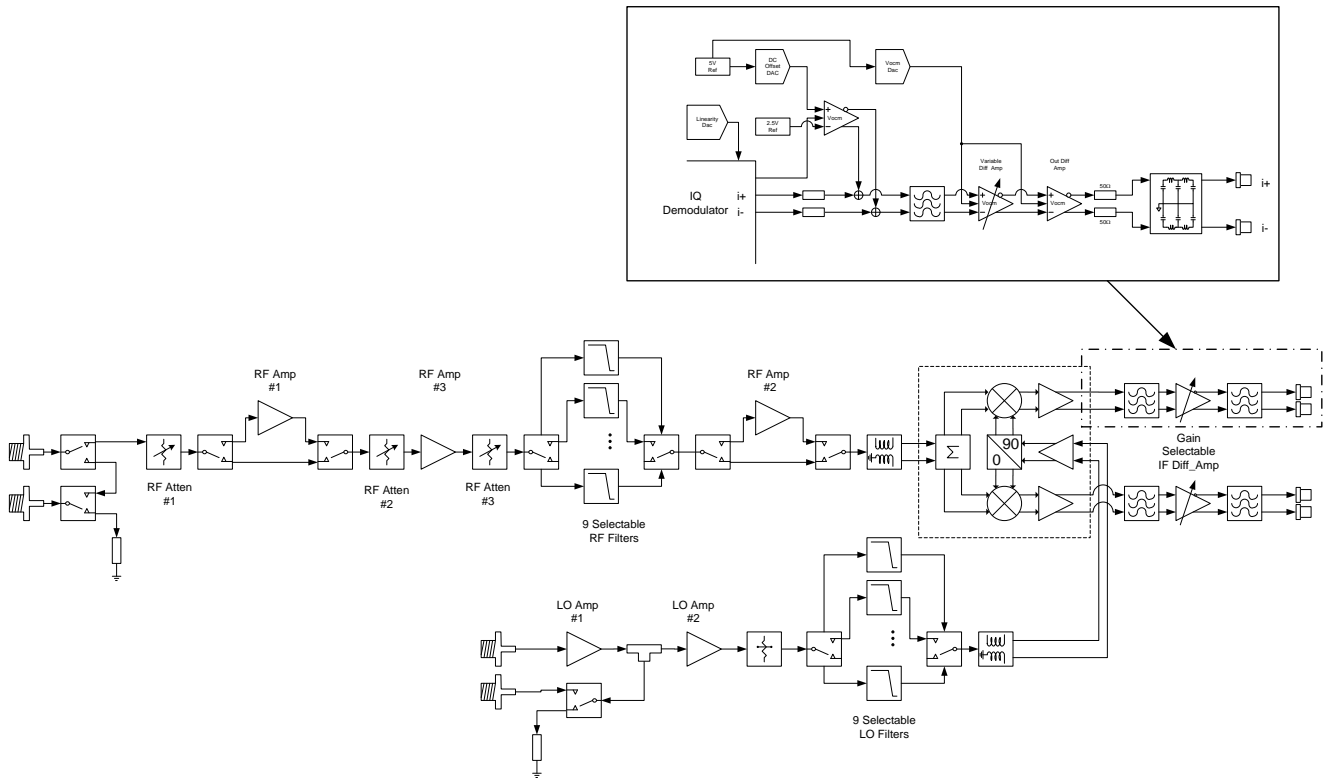 5V
Ref
DC
Offset
DAC
Vocm
Dac
Linearity
Dac
2.5V
Ref
+
Vocm
−
IQ
Demodulator
i+
i-
Variable
Diff Amp
Out Diff
Amp
+
Vocm
−
+
Vocm
−
50Ω
50Ω
i+
i-
RF Amp
#1
RF Amp
#3
RF Amp
#2
RF Atten
#1
RF Atten
#2
RF Atten
#3
9 Selectable
RF Filters
Σ
90
0
Gain
Selectable
IF Diff_Amp
LO Amp
#1
LO Amp
#2
9 Selectable
LO Filters